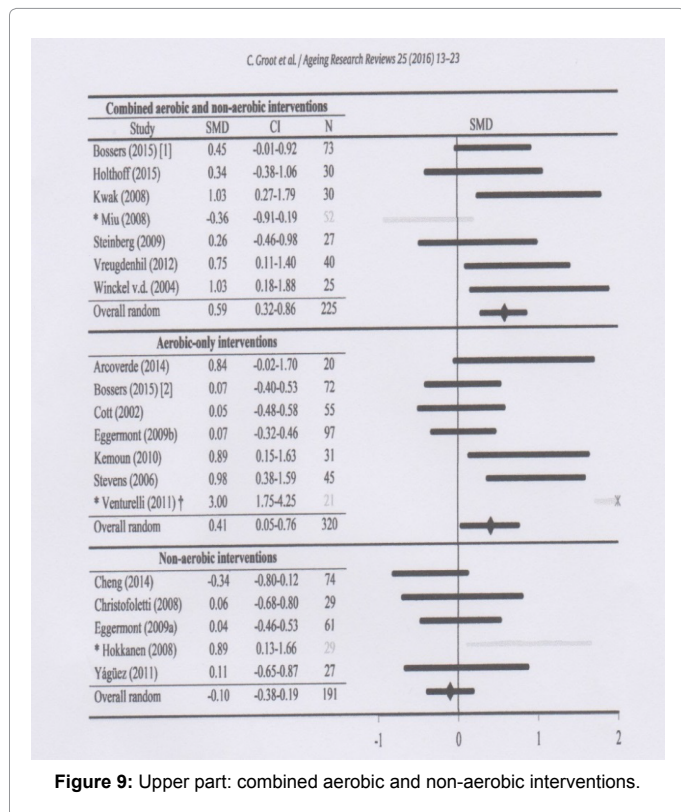 C. Groot et al. / Ageing Research Reviews 25 (2016) 13–23
Combined aerobic and non-aerobic interventions
Study SMD CI N SMD
Bossers (2015) [1] 0.45 -0.01-0.92 73
Holthoff (2015) 0.34 -0.38-1.06 30
Kwak (2008) 1.03 0.27-1.79 30
* Miu (2008) -0.36 -0.91-0.19 52
Steinberg (2009) 0.26 -0.46-0.98 27
Vreugdenhil (2012) 0.75 0.11-1.40 40
Winckel v.d. (2004) 1.03 0.18-1.88 25
Overall random 0.59 0.32-0.86 225
Aerobic-only interventions
Arcoverde (2014) 0.84 -0.02-1.70 20
Bossers (2015) [2] 0.07 -0.40-0.53 72
Cott (2002) 0.05 -0.48-0.58 55
Eggermont (2009b) 0.07 -0.32-0.46 97
Kemoun (2010) 0.89 0.15-1.63 31
Stevens (2006) 0.98 0.38-1.59 45
* Venturelli (2011) † 3.00 1.75-4.25 21 x
Overall random 0.41 0.05-0.76 320
Non-aerobic interventions
Cheng (2014) -0.34 -0.80-0.12 74
Christofoletti (2008) 0.06 -0.68-0.80 29
Eggermont (2009a) 0.04 -0.46-0.53 61
* Hokkanen (2008) 0.89 0.13-1.66 29
Yágüez (2011) 0.11 -0.65-0.87 27
Overall random -0.10 -0.38-0.19 191
-1 0 1 2
Figure 9: Upper part: combined aerobic and non-aerobic interventions.